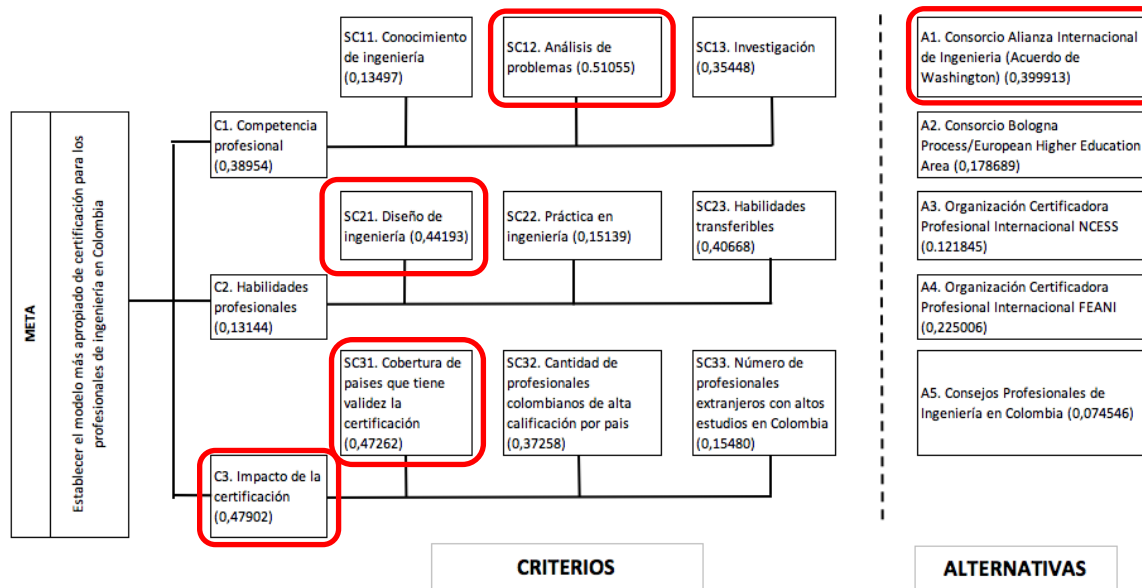 META
Establecer el modelo más apropiado de certificación para los
profesionales de ingeniería en Colombia
C1. Competencia
profesional
(0,38954)
SC11. Conocimiento
de ingeniería
(0,13497)
SC12. Análisis de
problemas (0.51055)
SC13. Investigación
(0,35448)
C2. Habilidades
profesionales
(0,13144)
SC21. Diseño de
ingeniería (0,44193)
SC22. Práctica en
ingeniería (0,15139)
SC23. Habilidades
transferibles
(0,40668)
C3. Impacto de la
certificación
(0,47902)
SC31. Cobertura de
paises que tiene
validez la
certificación
(0,47262)
SC32. Cantidad de
profesionales
colombianos de alta
calificación por pais
(0,37258)
SC33. Número de
profesionales
extranjeros con altos
estudios en Colombia
(0,15480)
CRITERIOS
A1. Consorcio Alianza Internacional
de Ingenieria (Acuerdo de
Washington) (0,399913)
A2. Consorcio Bologna
Process/European Higher Education
Area (0,178689)
A3. Organización Certificadora
Profesional Internacional NCESS
(0.121845)
A4. Organización Certificadora
Profesional Internacional FEANI
(0,225006)
A5. Consejos Profesionales de
Ingeniería en Colombia (0,074546)
ALTERNATIVAS